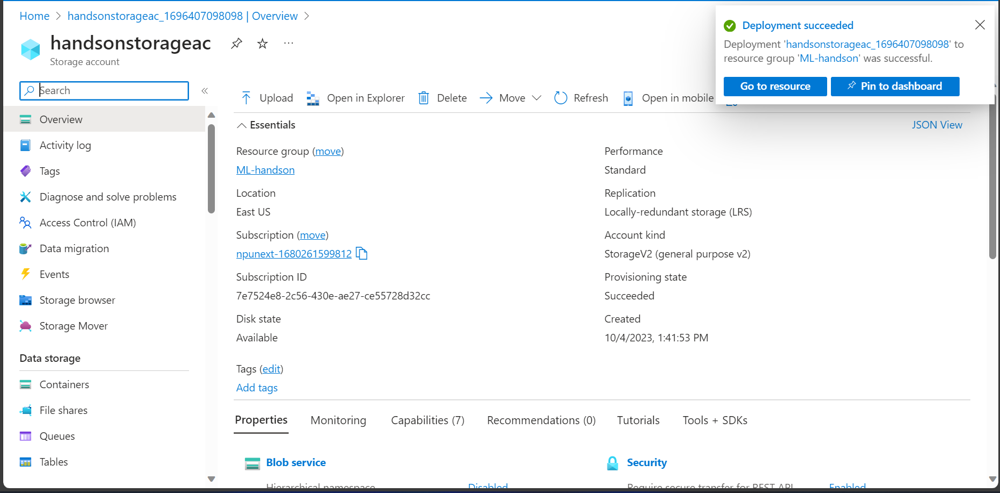 Home > handsonstorageac_1696407098098 | Overview >
handsonstorageac
Storage account
Deployment succeeded
Deployment 'handsonstorageac_1696407098098' to
resource group 'ML-handson' was successful.
Go to resource
Pin to dashboard
Search
«
Overview
Activity log
Tags
Diagnose and solve problems
Access Control (IAM)
Data migration
Events
Storage browser
Storage Mover
Data storage
Containers
File shares
Queues
Tables
Upload
Open in Explorer
Delete
Move
Refresh
Open in mobile
Essentials
JSON View
Resource group (move)
ML-handson
Location
East US
Subscription (move)
npunext-1680261599812
Subscription ID
7e7524e8-2c56-430e-ae27-ce55728d32cc
Disk state
Available
Performance
Standard
Replication
Locally-redundant storage (LRS)
Account kind
StorageV2 (general purpose v2)
Provisioning state
Succeeded
Created
10/4/2023, 1:41:53 PM
Tags (edit)
Add tags
Properties
Monitoring
Capabilities (7)
Recommendations (0)
Tutorials
Tools + SDKs
Blob service
Hierarchical namespace
Disabled
Security
Require secure transfer for REST API
Enabled